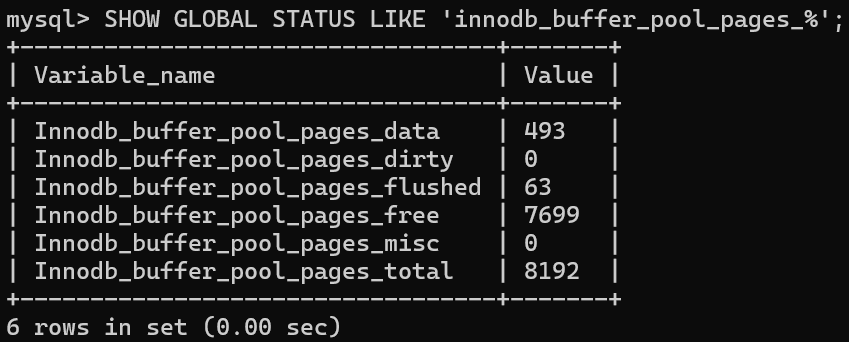 mysql> SHOW GLOBAL STATUS LIKE 'innodb_buffer_pool_pages_%';
+----------------------------------+-------+
| Variable_name                    | Value |
+----------------------------------+-------+
| Innodb_buffer_pool_pages_data    | 493   |
| Innodb_buffer_pool_pages_dirty   | 0     |
| Innodb_buffer_pool_pages_flushed | 63    |
| Innodb_buffer_pool_pages_free    | 7699  |
| Innodb_buffer_pool_pages_misc    | 0     |
| Innodb_buffer_pool_pages_total   | 8192  |
+----------------------------------+-------+
6 rows in set (0.00 sec)